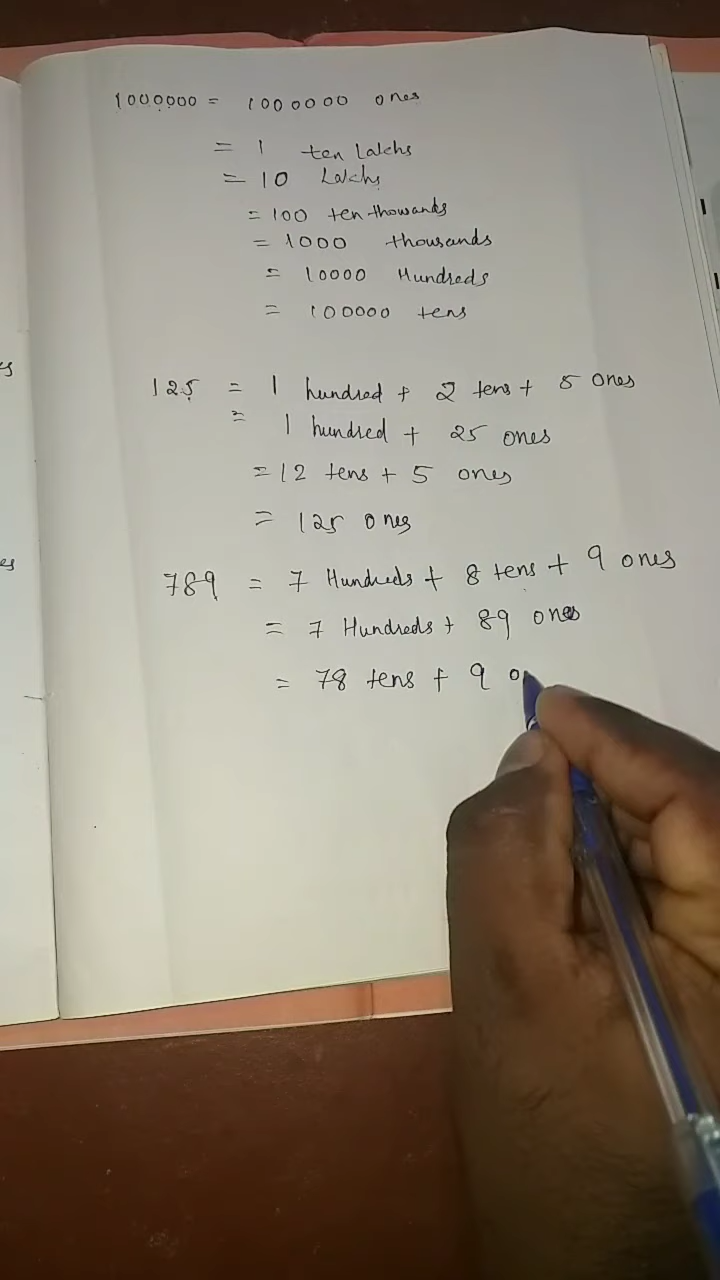 1000000 = 1000000 ones
= 1 ten Lakhs
= 10 Lakhs
= 100 ten thousands
= 1000 thousands
= 10000 Hundreds
= 100000 tens
125 = 1 hundred + 2 tens + 5 ones
= 1 hundred + 25 ones
= 12 tens + 5 ones
= 125 ones
789 = 7 Hundreds + 8 tens + 9 ones
= 7 Hundreds + 89 ones
= 78 tens + 9 o